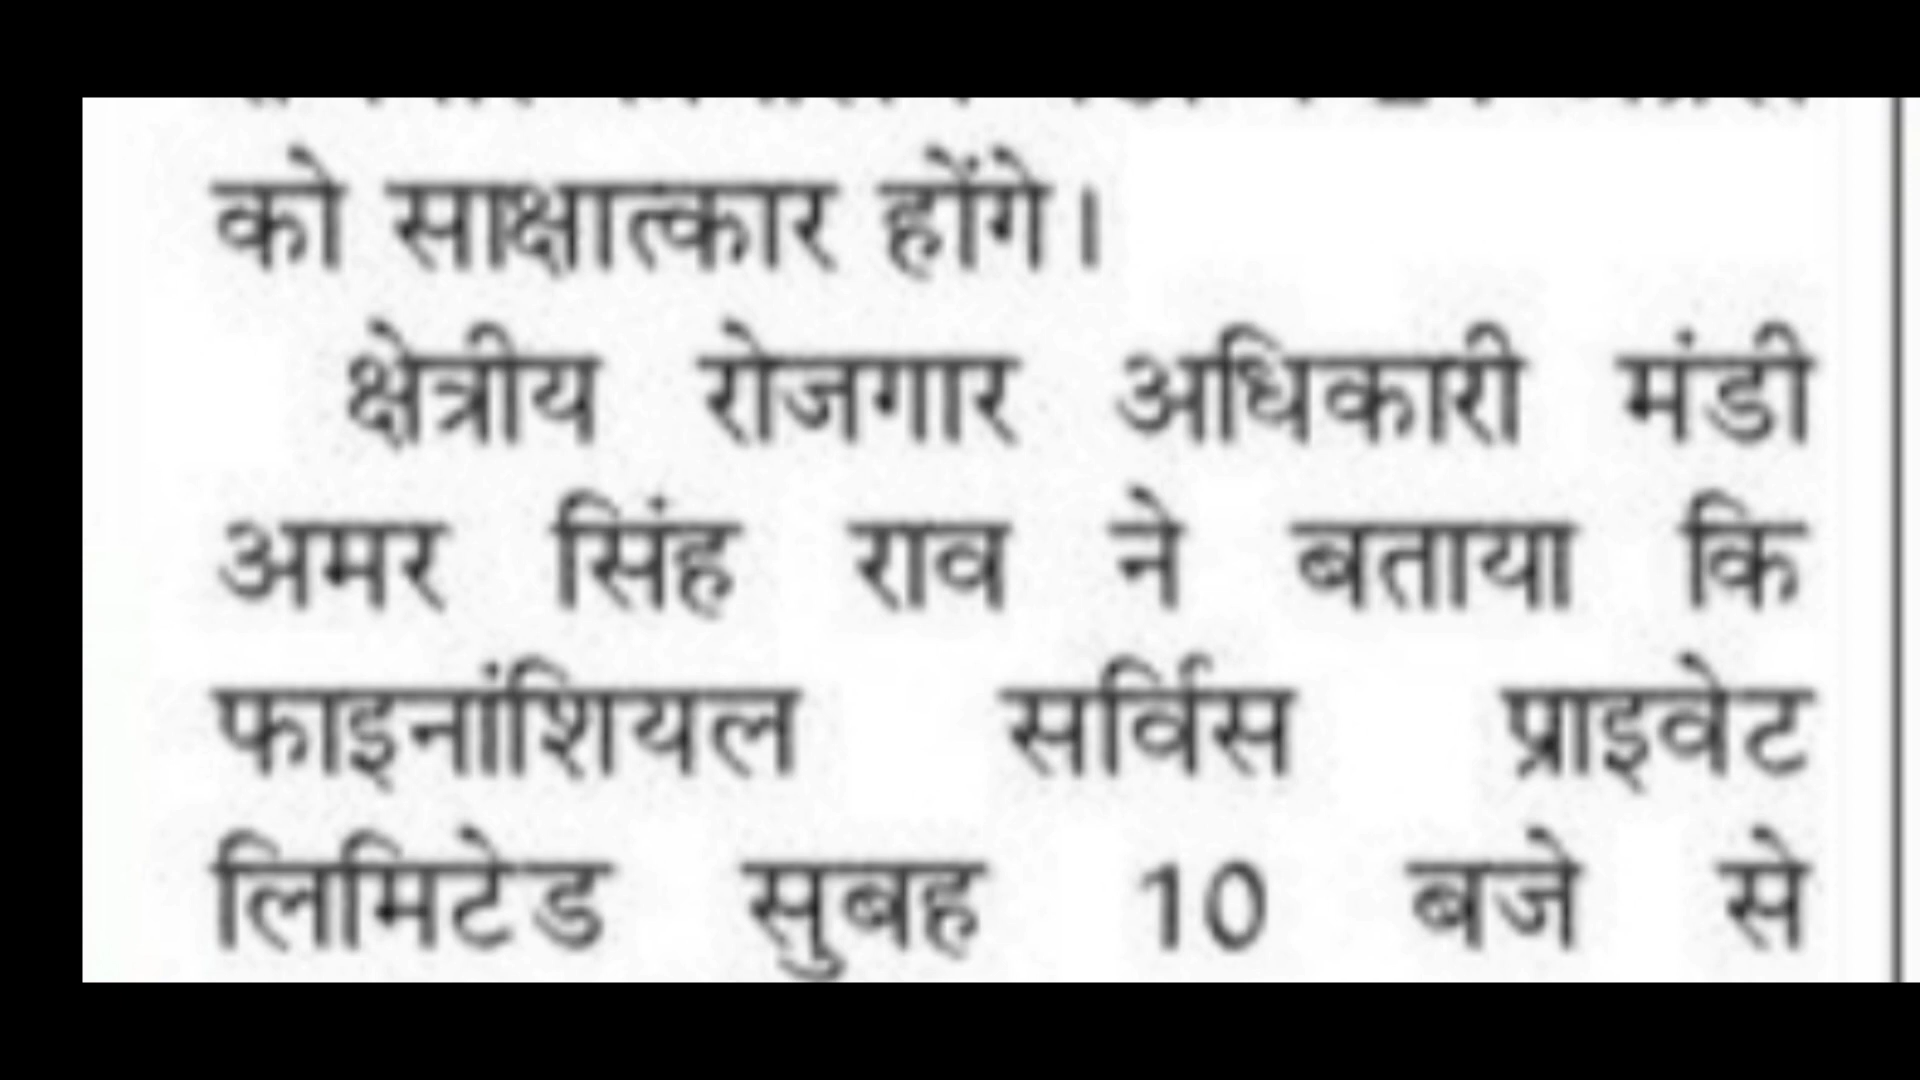 को साक्षात्कार होंगे।
क्षेत्रीय रोजगार अधिकारी मंडी
अमर सिंह राव ने बताया कि
फाइनांशियल सर्विस प्राइवेट
लिमिटेड सुबह 10 बजे से